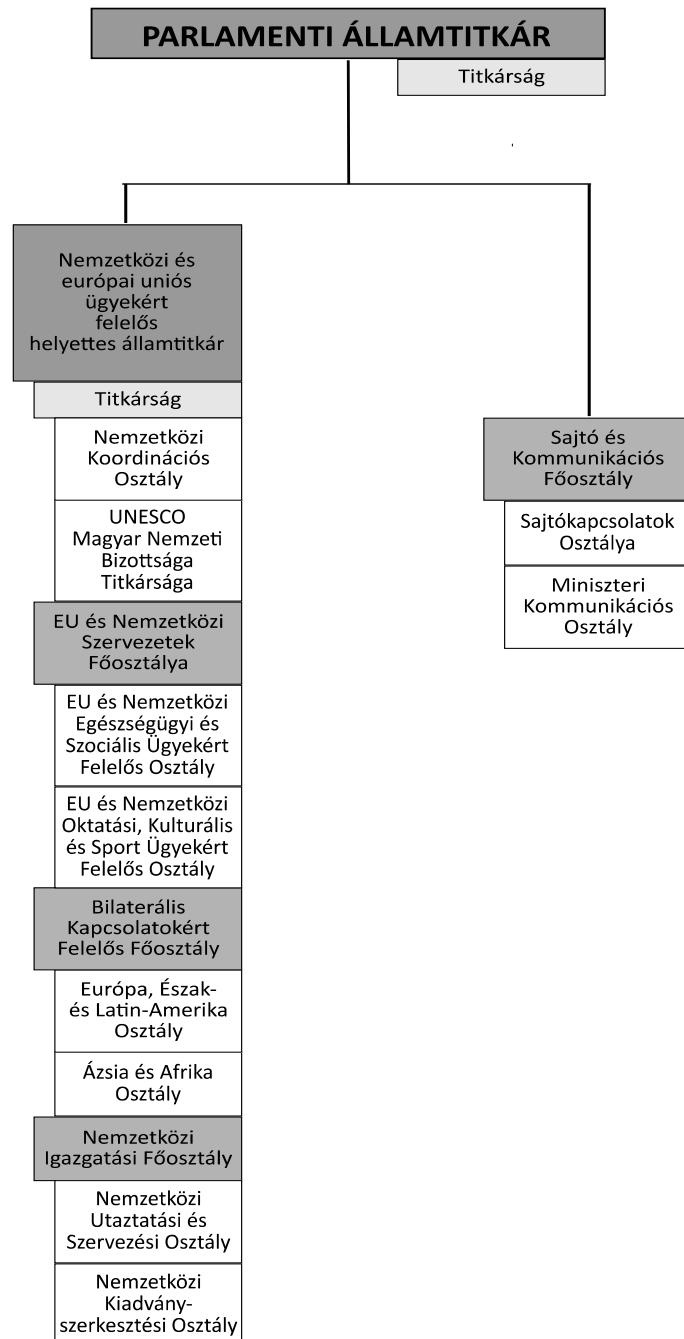 PARLAMENTI ÁLLAMTITKÁR
Titkárság
Nemzetközi és
európai uniós
ügyekért
felelős
helyettes államtitkár
Titkárság
Nemzetközi
Koordinációs
Osztály
UNESCO
Magyar Nemzeti
Bizottsága
Titkársága
EU és Nemzetközi
Szervezetek
Főosztálya
EU és Nemzetközi
Egészségügyi és
Szociális Ügyekért
Felelős Osztály
EU és Nemzetközi
Oktatási, Kulturális
és Sport Ügyekért
Felelős Osztály
Bilaterális
Kapcsolatokért
Felelős Főosztály
Európa, Észak-
és Latin-Amerika
Osztály
Ázsia és Afrika
Osztály
Nemzetközi
Igazgatási Főosztály
Nemzetközi
Utaztatási és
Szervezési Osztály
Nemzetközi
Kiadvány-
szerkesztési Osztály
Sajtó és
Kommunikációs
Főosztály
Sajtókapcsolatok
Osztálya
Miniszteri
Kommunikációs
Osztály